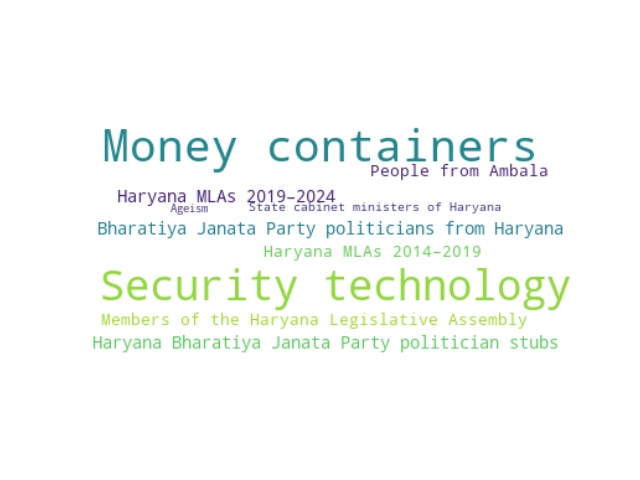 Money containers
People from Ambala
Haryana MLAs 2019–2024
Ageism
State cabinet ministers of Haryana
Bharatiya Janata Party politicians from Haryana
Haryana MLAs 2014–2019
Security technology
Members of the Haryana Legislative Assembly
Haryana Bharatiya Janata Party politician stubs